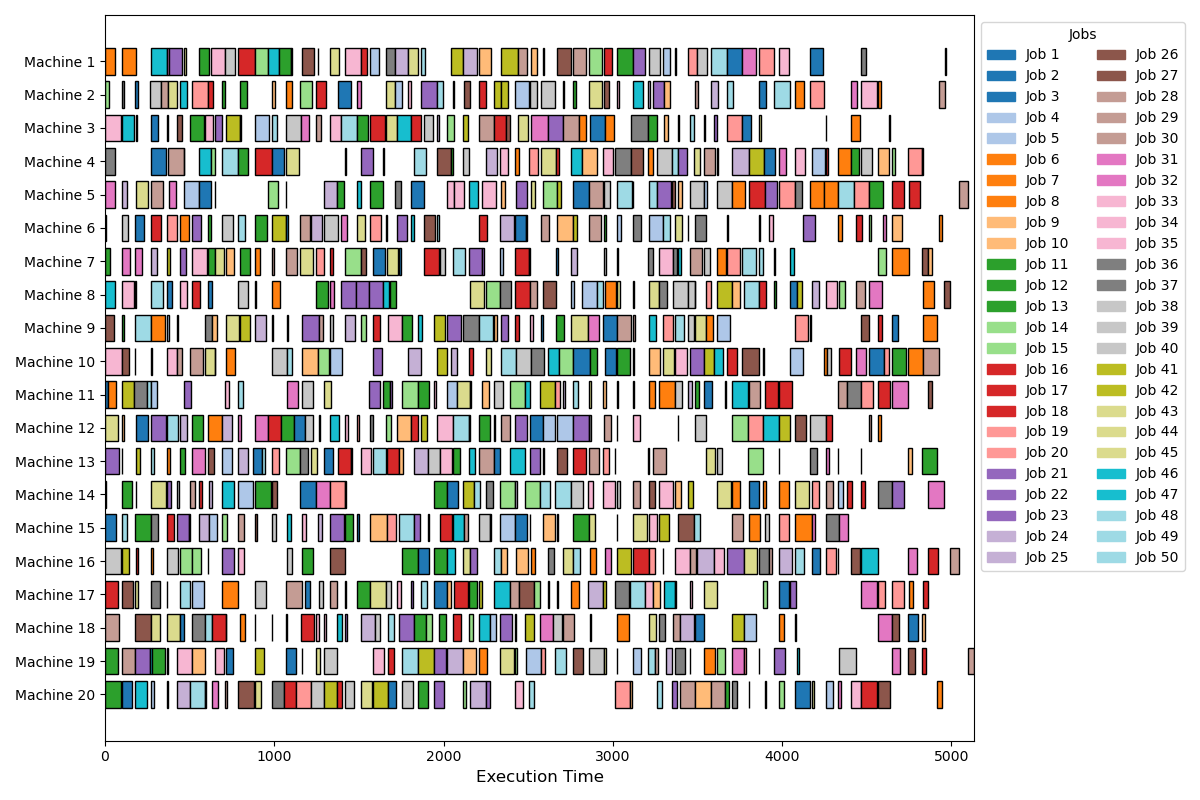 Machine 1
Machine 2
Machine 3
Machine 4
Machine 5
Machine 6
Machine 7
Machine 8
Machine 9
Machine 10
Machine 11
Machine 12
Machine 13
Machine 14
Machine 15
Machine 16
Machine 17
Machine 18
Machine 19
Machine 20
0 1000 2000 3000 4000 5000
Execution Time
Jobs
Job 1 Job 26
Job 2 Job 27
Job 3 Job 28
Job 4 Job 29
Job 5 Job 30
Job 6 Job 31
Job 7 Job 32
Job 8 Job 33
Job 9 Job 34
Job 10 Job 35
Job 11 Job 36
Job 12 Job 37
Job 13 Job 38
Job 14 Job 39
Job 15 Job 40
Job 16 Job 41
Job 17 Job 42
Job 18 Job 43
Job 19 Job 44
Job 20 Job 45
Job 21 Job 46
Job 22 Job 47
Job 23 Job 48
Job 24 Job 49
Job 25 Job 50